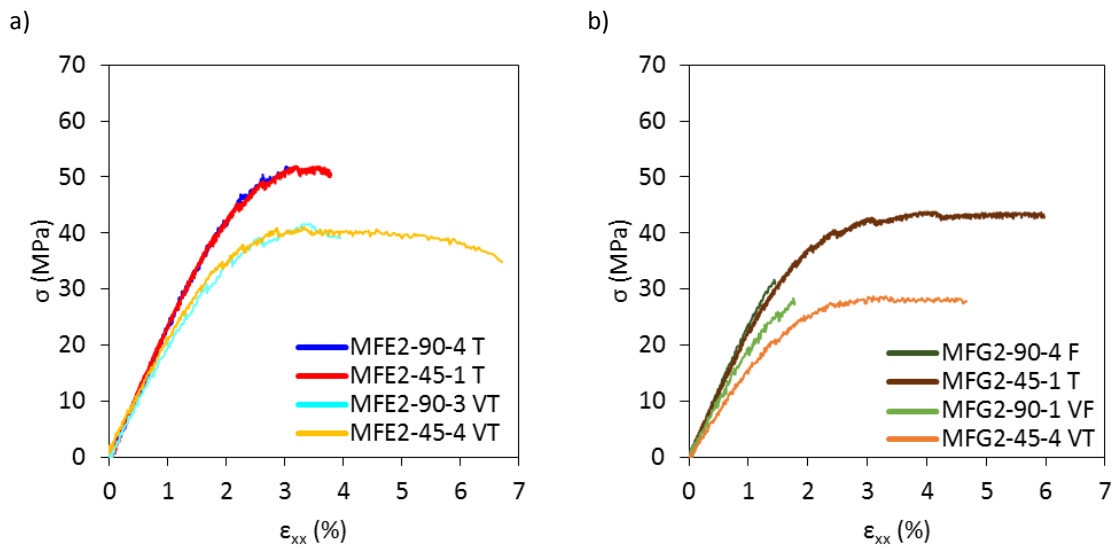 a)
70
60
50
40
30
20
10
0
σ (MPa)
0 1 2 3 4 5 6 7
εxx (%)
MFE2-90-4 T
MFE2-45-1 T
MFE2-90-3 VT
MFE2-45-4 VT
b)
70
60
50
40
30
20
10
0
σ (MPa)
0 1 2 3 4 5 6 7
εxx (%)
MFG2-90-4 F
MFG2-45-1 T
MFG2-90-1 VF
MFG2-45-4 VT